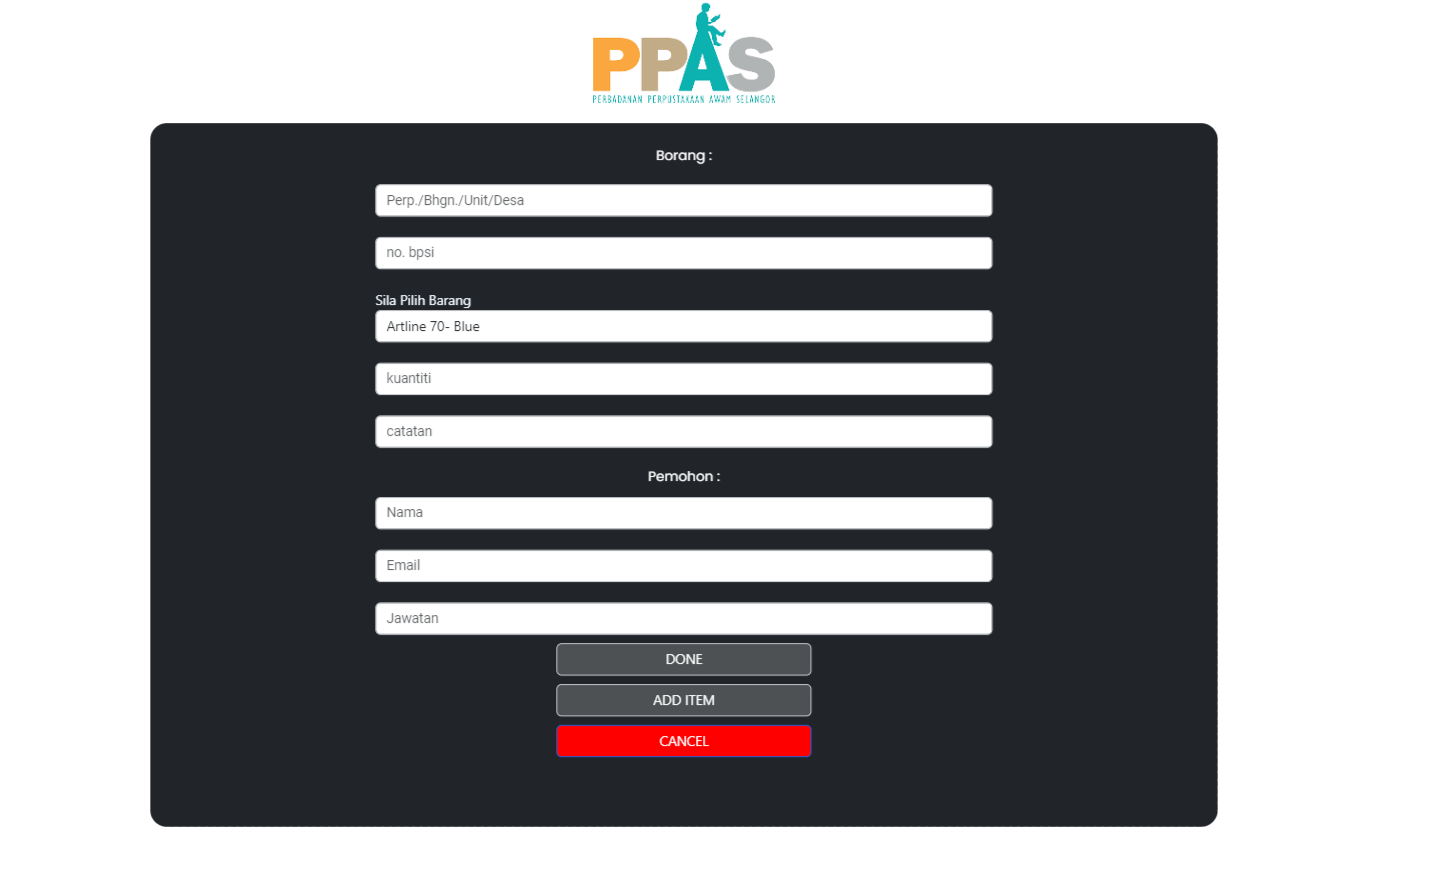 PPAS
PERBADANAN PERPUSTAKAAN AWAM SELANGOR
Borang :
Perp./Bhgn./Unit/Desa
no. bpsi
Sila Pilih Barang
Artline 70- Blue
kuantiti
catatan
Pemohon :
Nama
Email
Jawatan
DONE
ADD ITEM
CANCEL